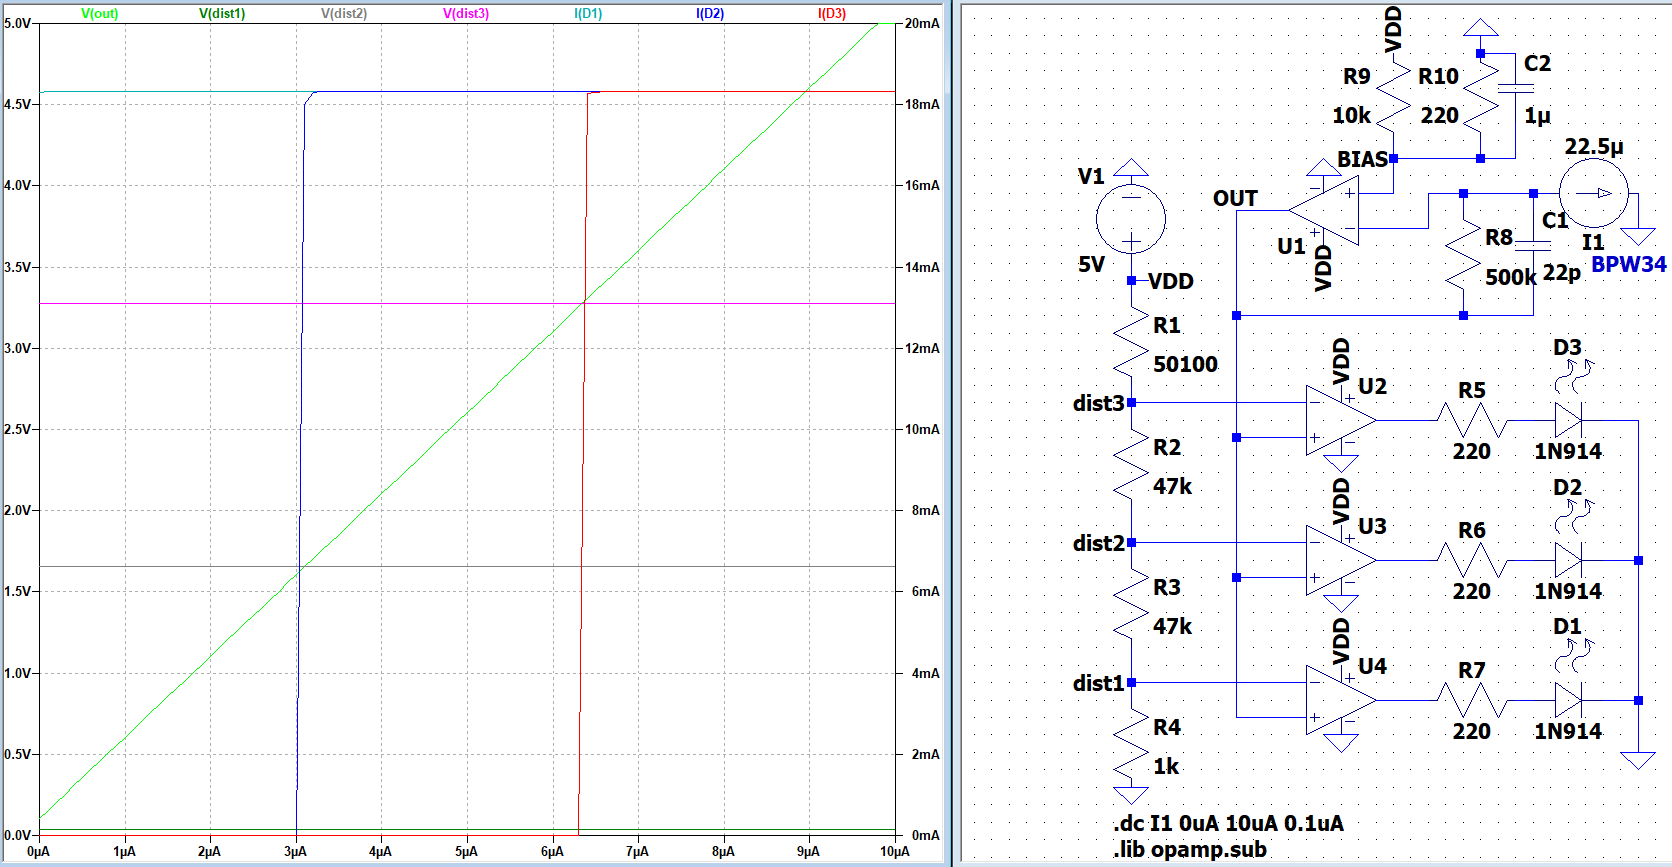 V(out) V(dist1) V(dist2) V(dist3) I(D1) I(D2) I(D3)
5.0V 20mA
4.5V 18mA
4.0V 16mA
3.5V 14mA
3.0V 12mA
2.5V 10mA
2.0V 8mA
1.5V 6mA
1.0V 4mA
0.5V 2mA
0.0V 0mA
0µA 1µA 2µA 3µA 4µA 5µA 6µA 7µA 8µA 9µA 10µA
VDD
R9
10k
R10
220
C2
1µ
BIAS
22.5µ
V1
5V
OUT
U1
VDD
R8
500k
C1
22p
I1
BPW34
VDD
R1
50100
dist3
VDD
U2
R5
220
D3
1N914
R2
47k
dist2
VDD
U3
R6
220
D2
1N914
R3
47k
dist1
VDD
U4
R7
220
D1
1N914
R4
1k
.dc I1 0uA 10uA 0.1uA
.lib opamp.sub